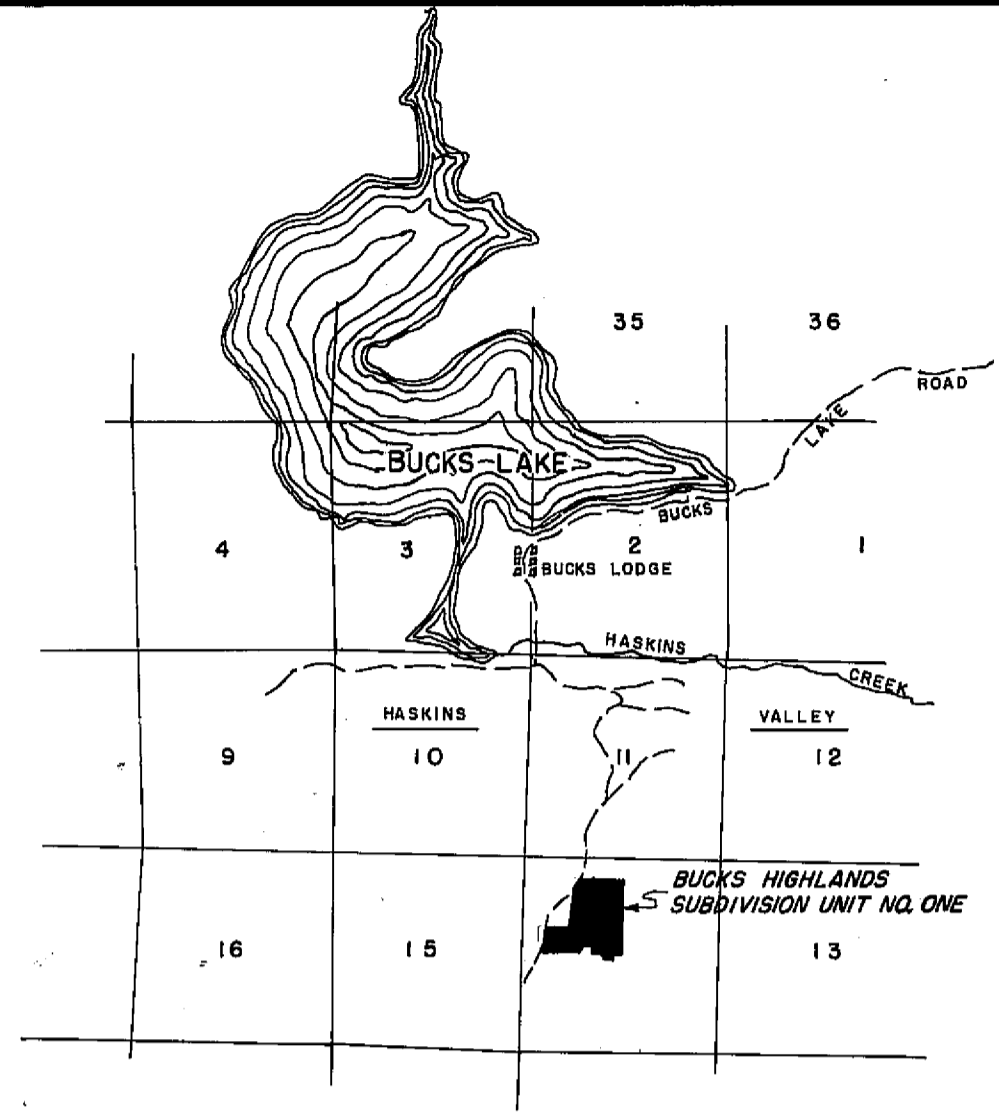 35
36
ROAD
LAKE
BUCKS LAKE
BUCKS
4
3
2
1
BUCKS LODGE
HASKINS
CREEK
HASKINS
VALLEY
9
10
11
12
BUCKS HIGHLANDS
SUBDIVISION UNIT NO. ONE
16
15
13